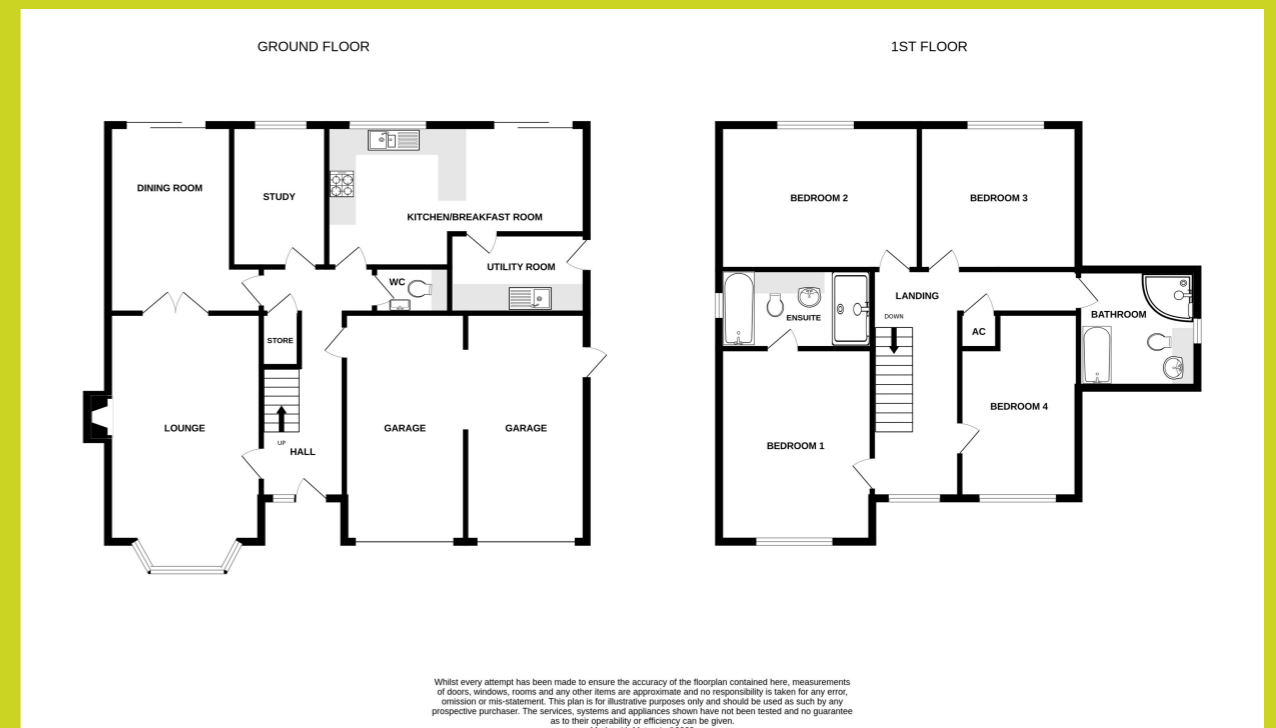 GROUND FLOOR
DINING ROOM
STUDY
KITCHEN/BREAKFAST ROOM
UTILITY ROOM
WC
STORE
LOUNGE
UP
HALL
GARAGE
GARAGE
1ST FLOOR
BEDROOM 2
BEDROOM 3
ENSUITE
LANDING
DOWN
AC
BATHROOM
BEDROOM 4
BEDROOM 1
Whilst every attempt has been made to ensure the accuracy of the floorplan contained here, measurements
of doors, windows, rooms and any other items are approximate and no responsibility is taken for any error,
omission or mis-statement. This plan is for illustrative purposes only and should be used as such by any
prospective purchaser. The services, systems and appliances shown have not been tested and no guarantee
as to their operability or efficiency can be given.